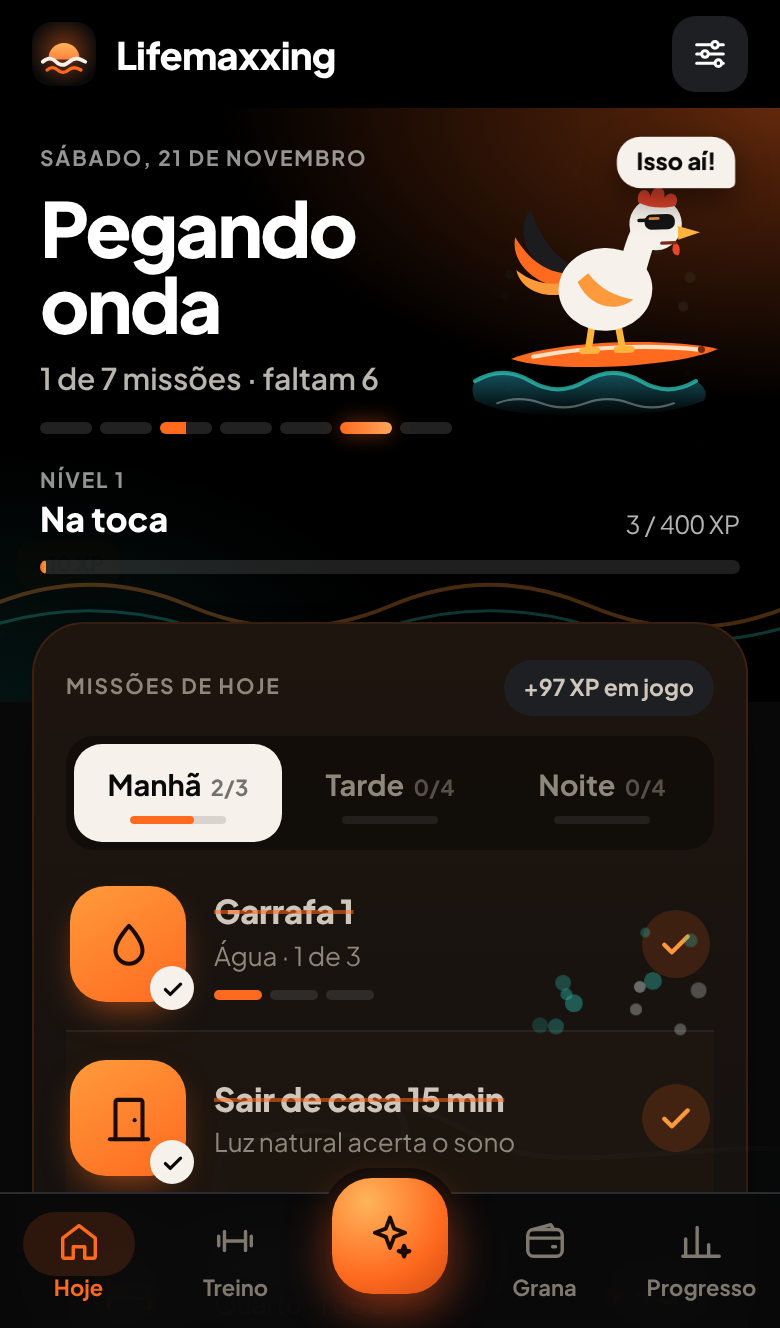 Lifemaxxing
SÁBADO, 21 DE NOVEMBRO
Isso aí!
Pegando
onda
1 de 7 missões · faltam 6
NÍVEL 1
Na toca
3 / 400 XP
MISSÕES DE HOJE
+97 XP em jogo
Manhã 2/3
Tarde 0/4
Noite 0/4
Garrafa 1
Água · 1 de 3
Sair de casa 15 min
Luz natural acerta o sono
Hoje
Treino
Grana
Progresso